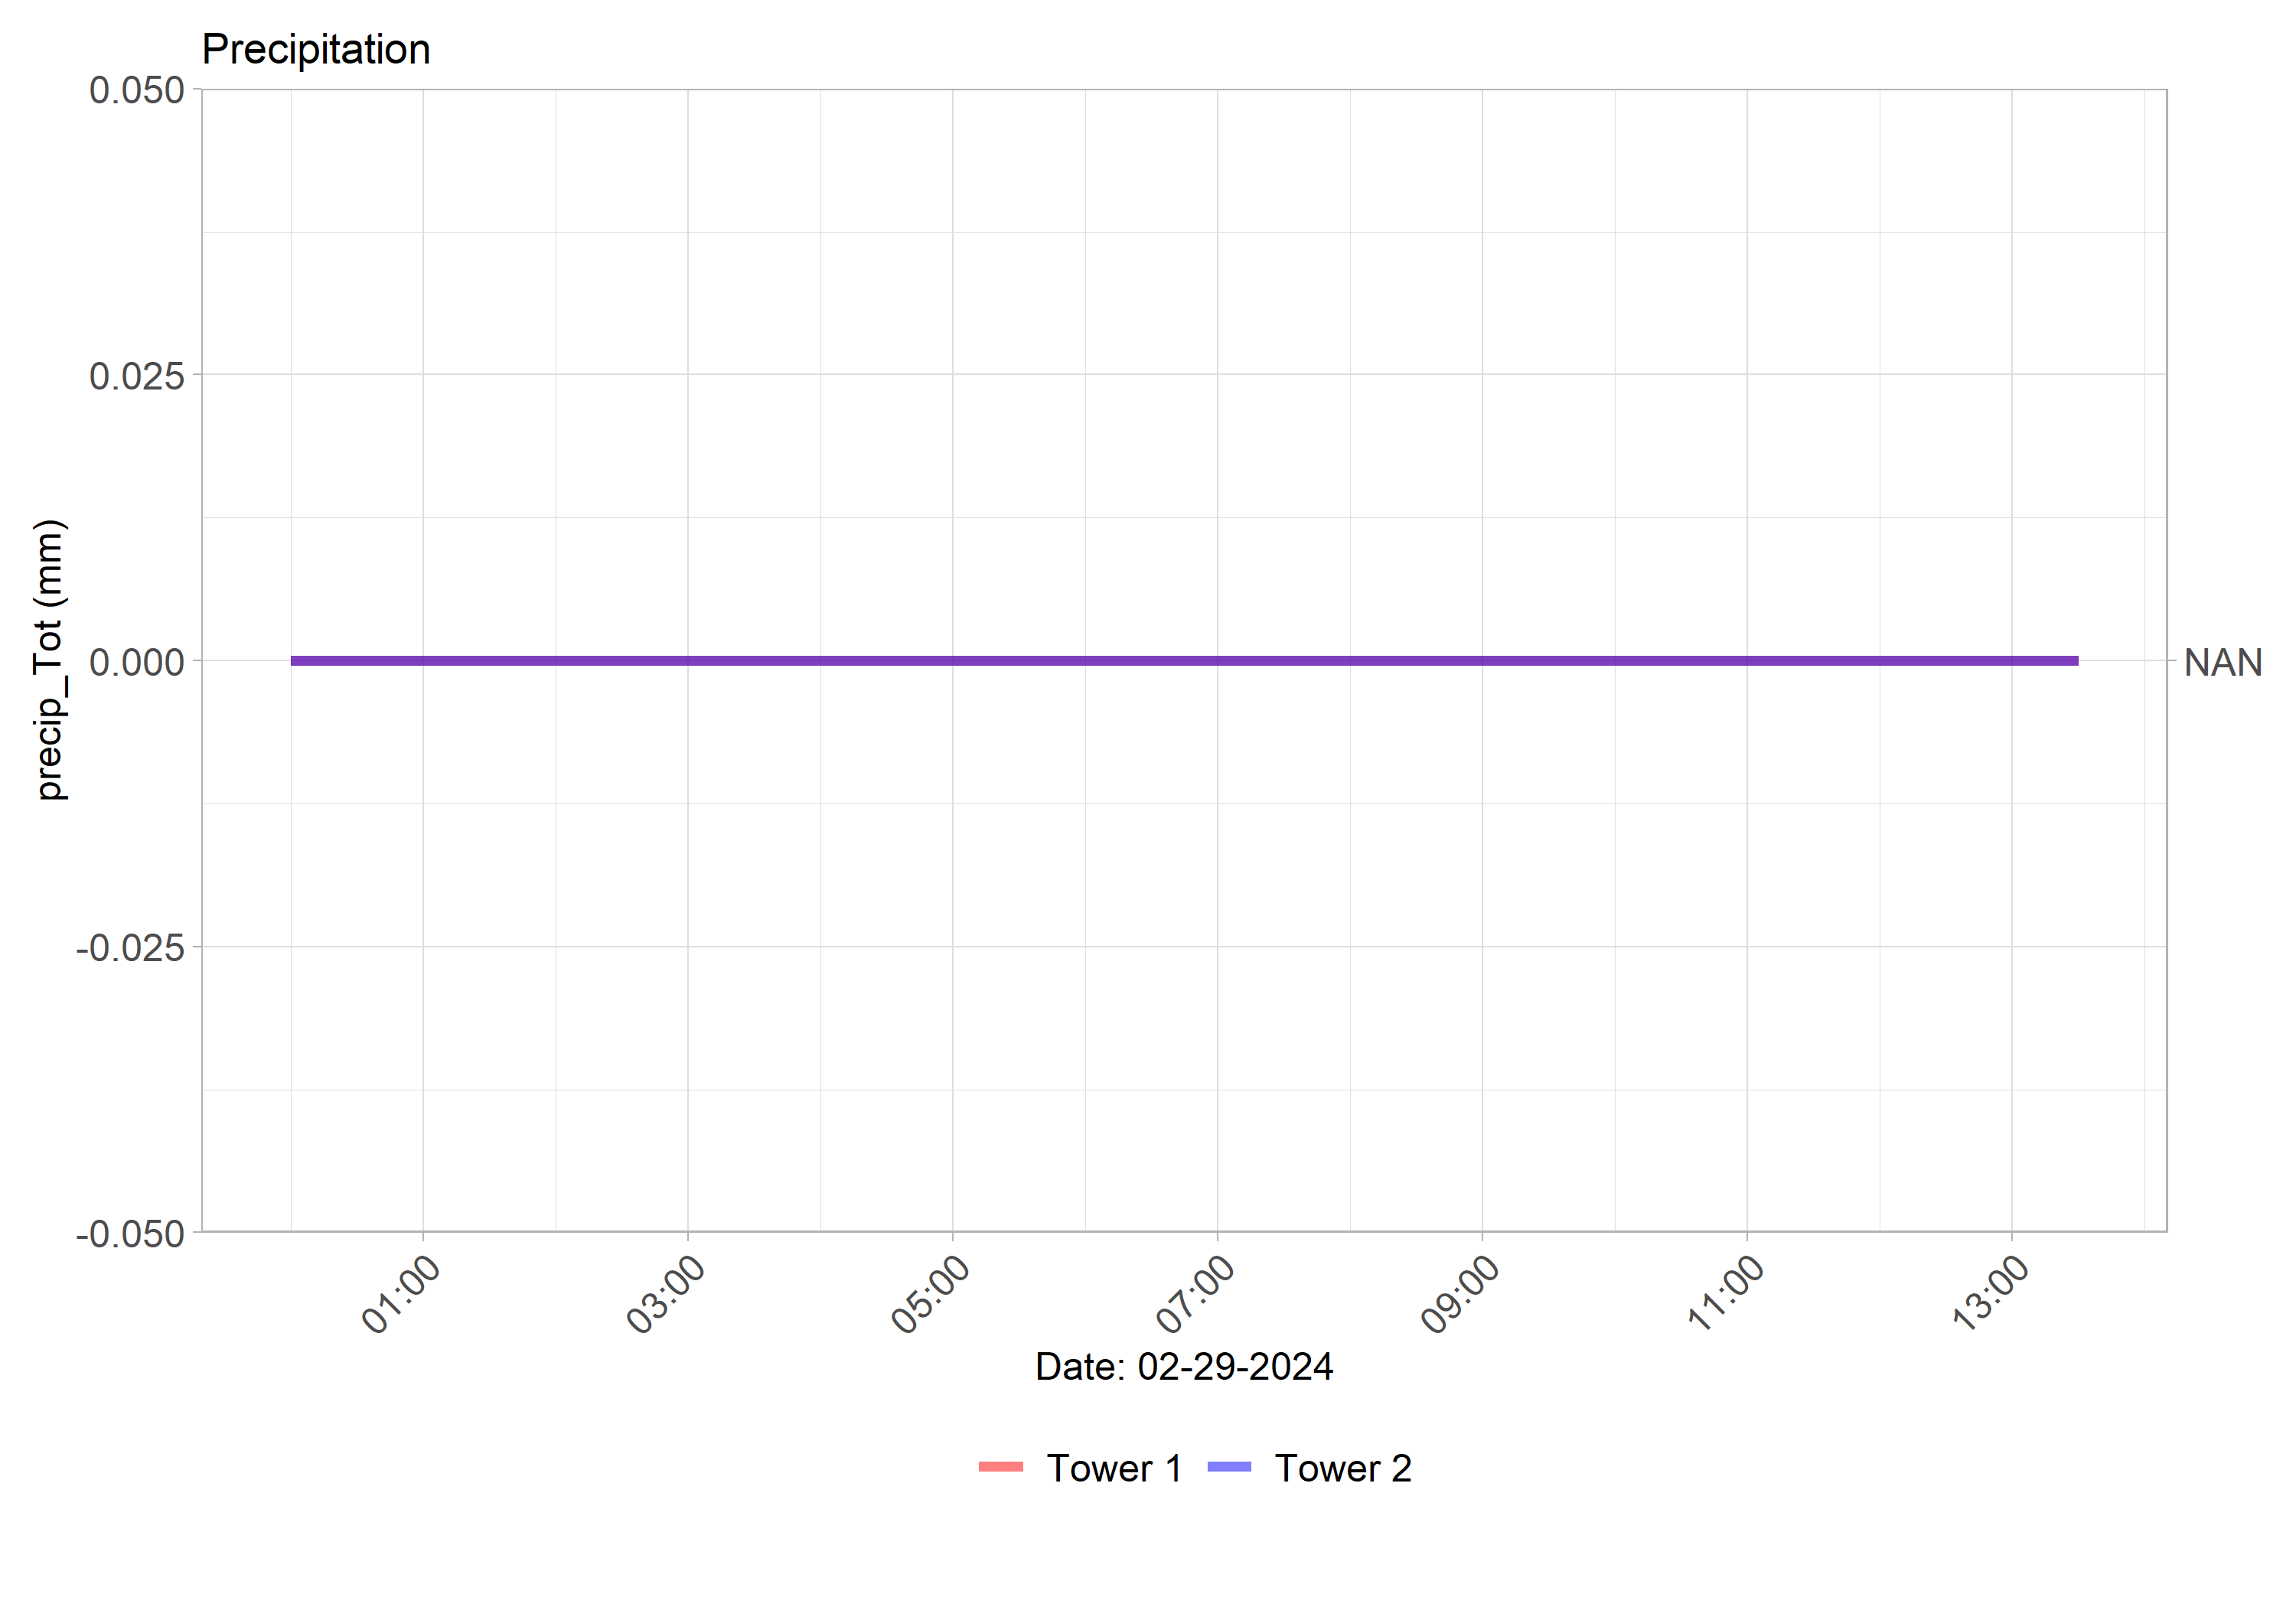 Precipitation
precip_Tot (mm)
0.050
0.025
0.000
-0.025
-0.050
NAN
01:00
03:00
05:00
07:00
09:00
11:00
13:00
Date: 02-29-2024
Tower 1
Tower 2